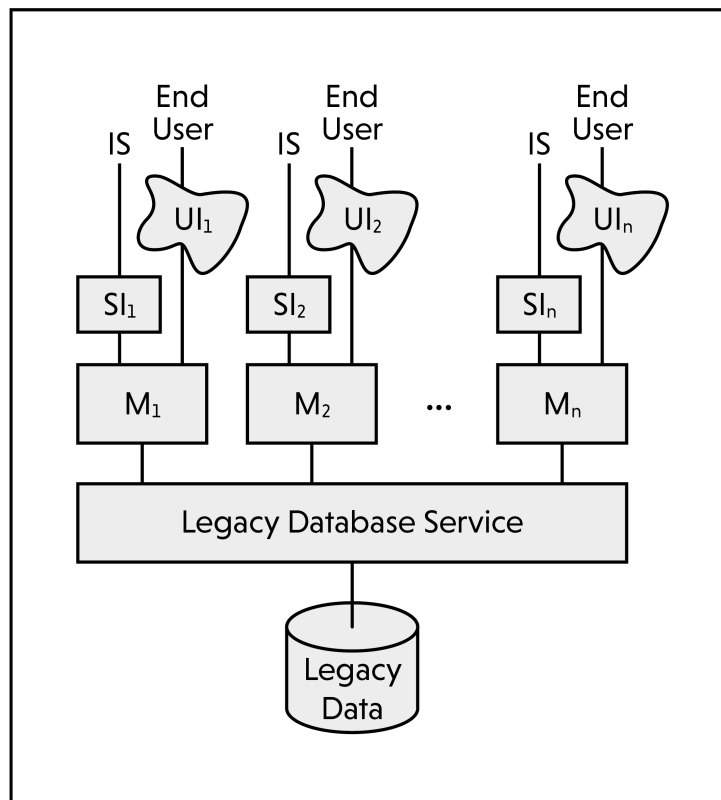 End
User
IS
UI₁
SI₁
M₁
End
User
IS
UI₂
SI₂
M₂
...
End
User
IS
UIₙ
SIₙ
Mₙ
Legacy Database Service
Legacy
Data